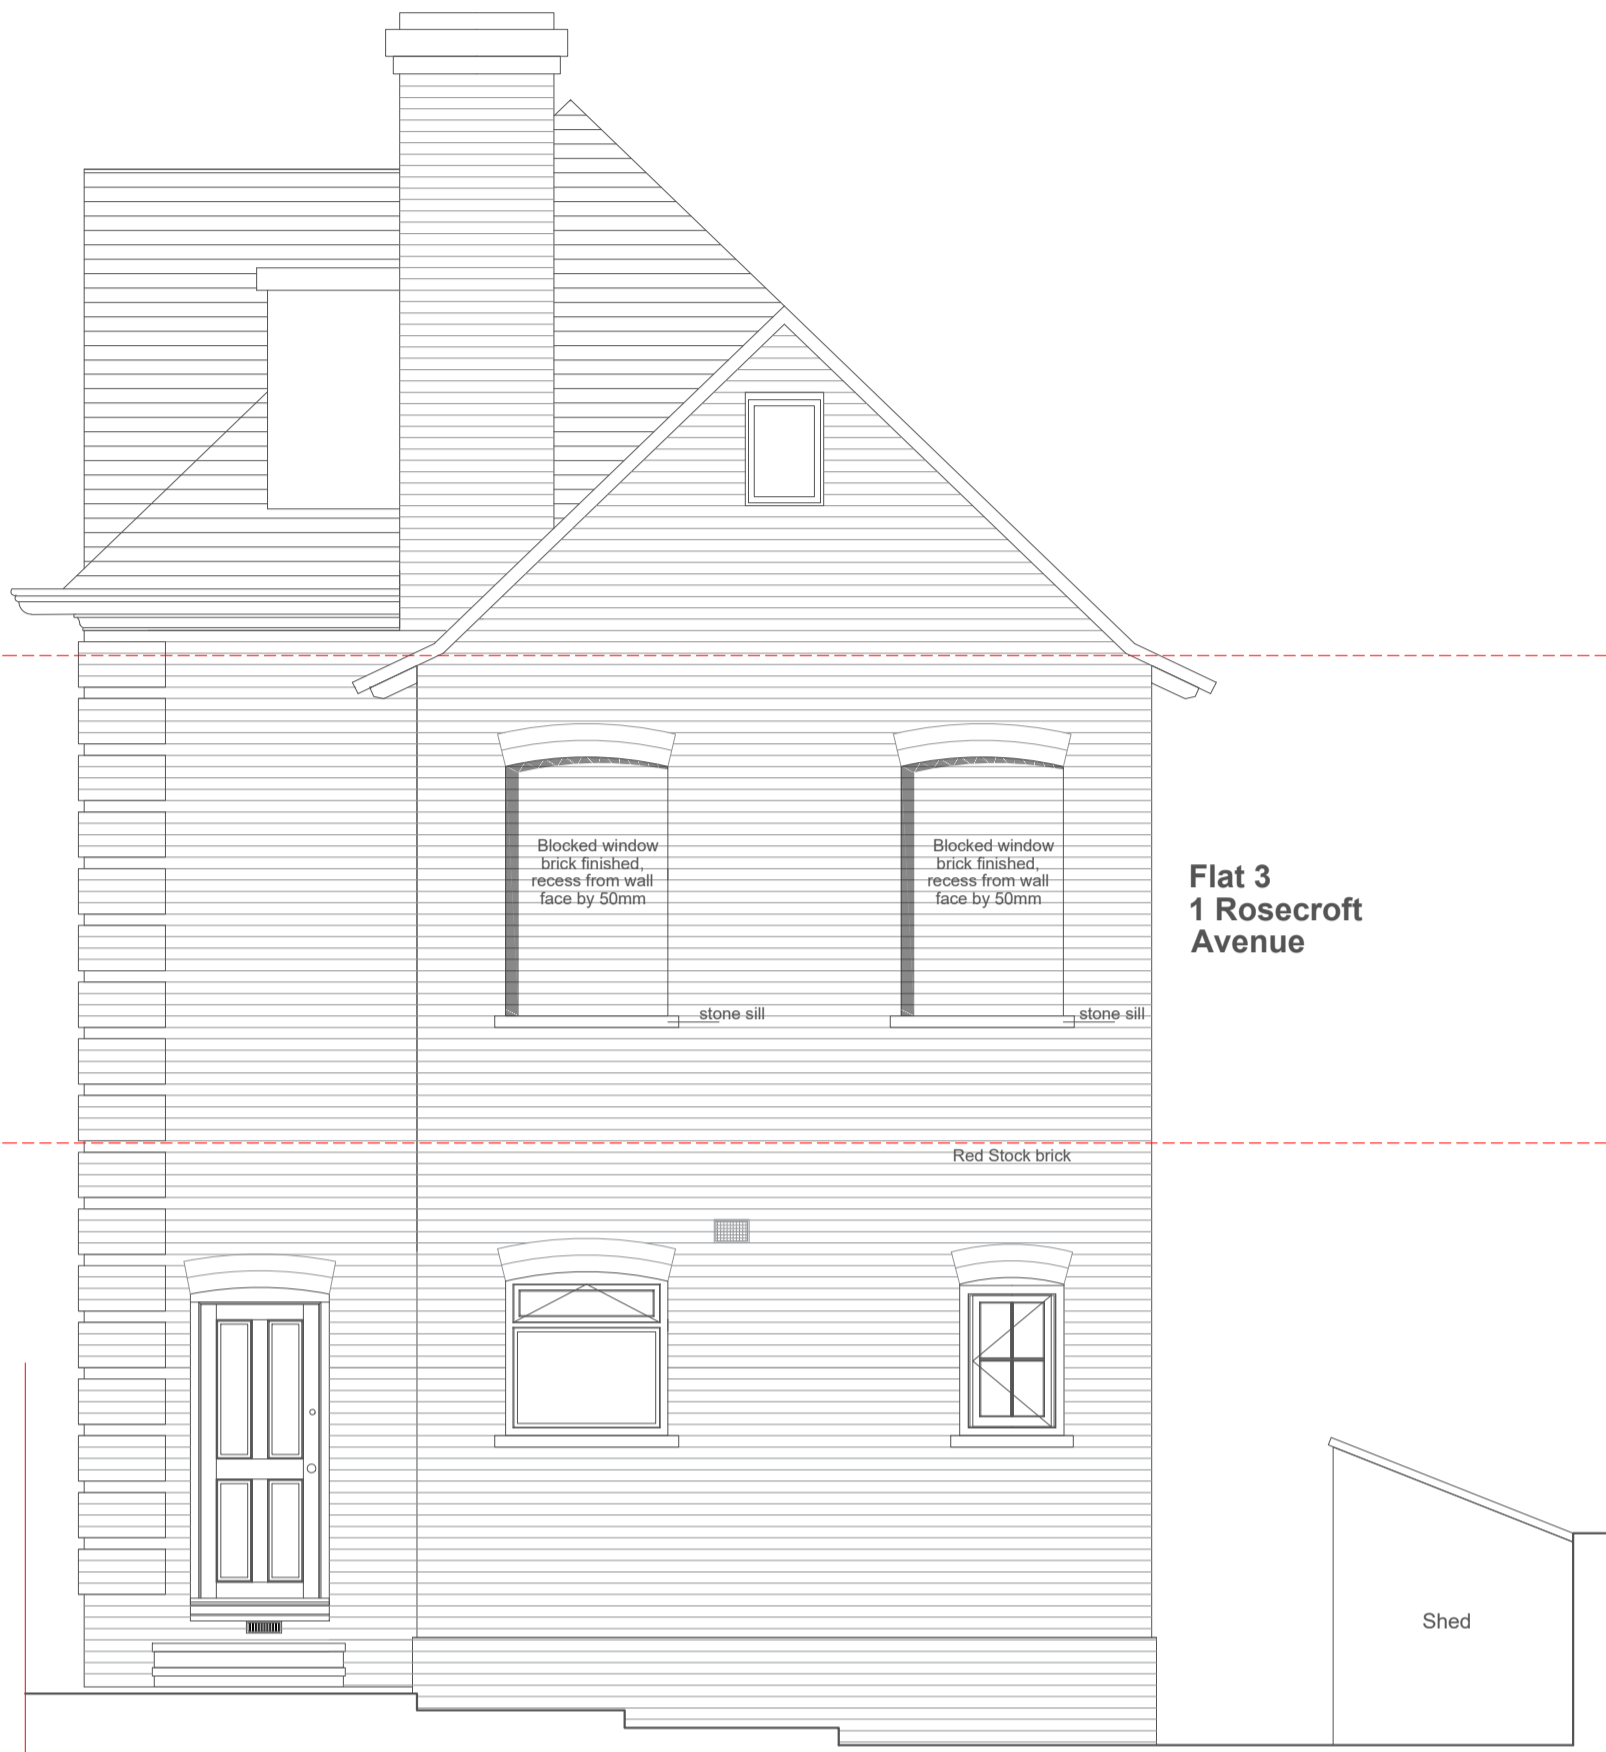 Blocked window
brick finished,
recess from wall
face by 50mm
Blocked window
brick finished,
recess from wall
face by 50mm
Flat 3
1 Rosecroft
Avenue
stone sill
stone sill
Red Stock brick
Shed